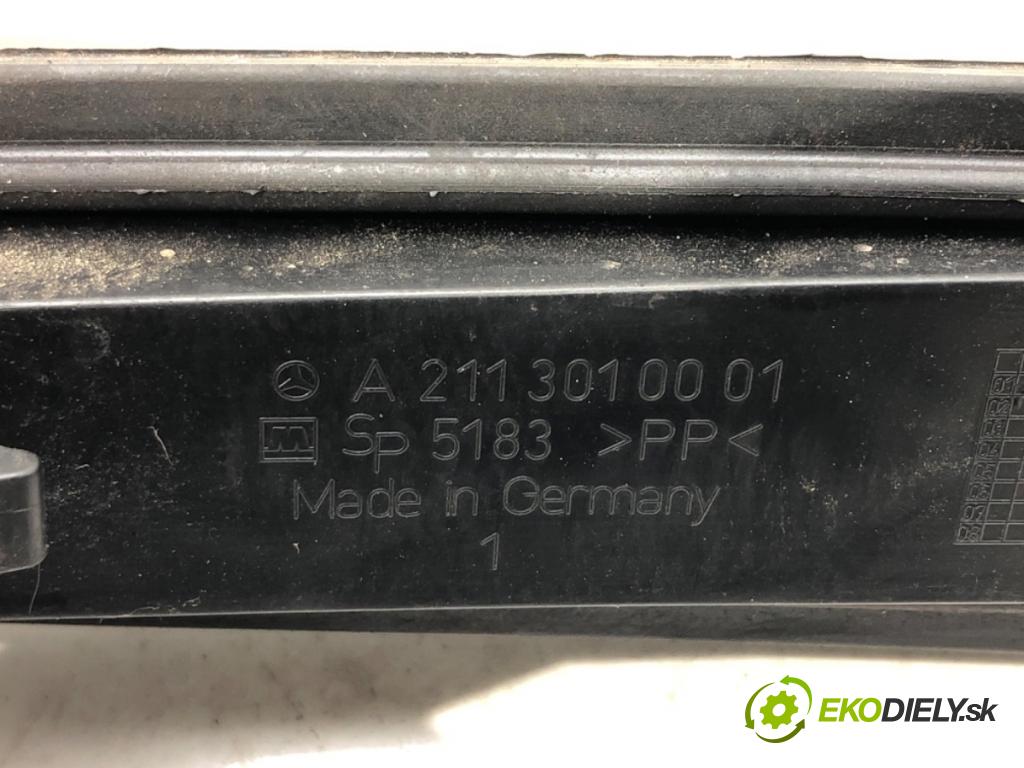 A 211 301 00 01
Sp 5183 >PP<
Made in Germany
1
EKODIELY.sk